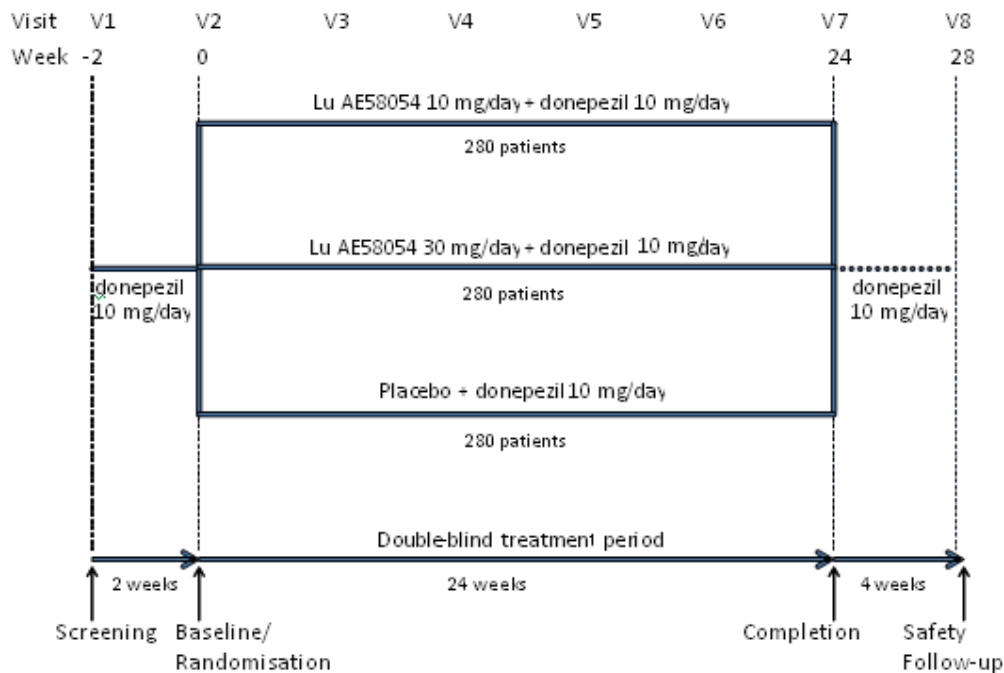 Visit V1 V2 V3 V4 V5 V6 V7 V8
Week -2 0 24 28
Lu AE58054 10 mg/day + donepezil 10 mg/day
280 patients
Lu AE58054 30 mg/day + donepezil 10 mg/day
donepezil
10 mg/day
280 patients
donepezil
10 mg/day
Placebo + donepezil 10 mg/day
280 patients
Double-blind treatment period
2 weeks 24 weeks 4 weeks
Screening
Baseline/
Randomisation
Completion
Safety
Follow-up